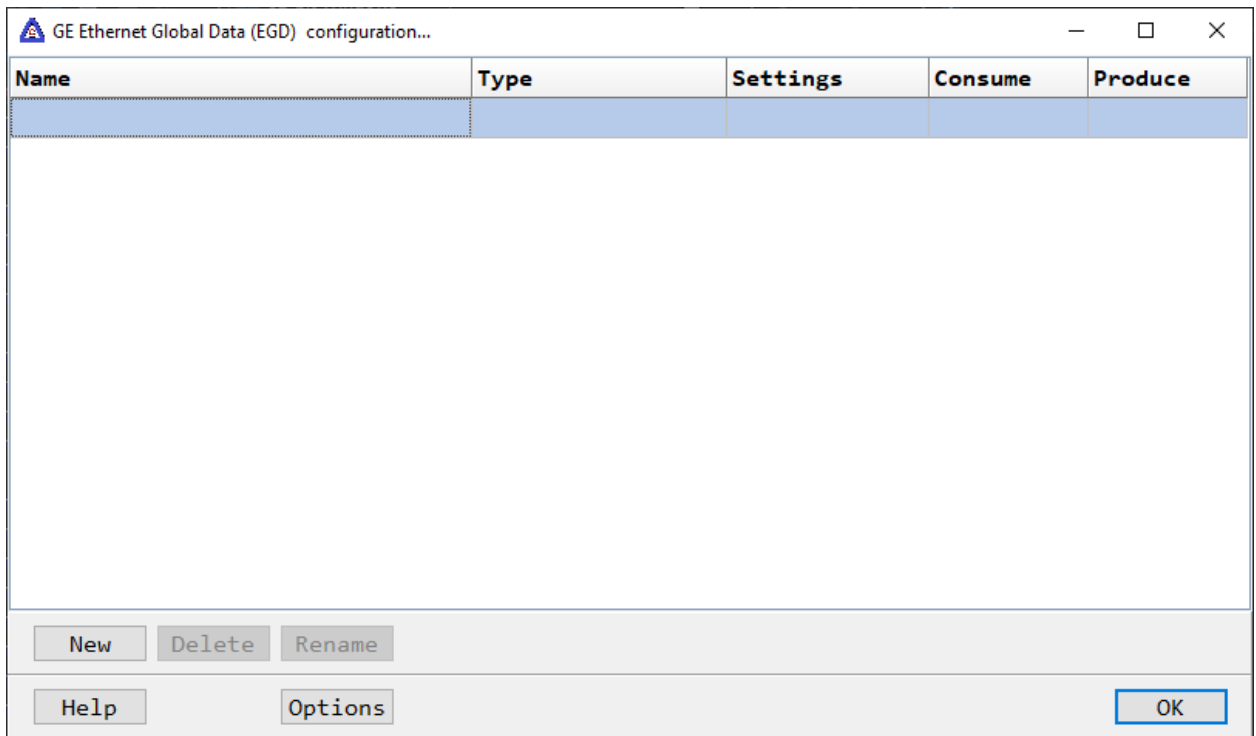 GE Ethernet Global Data (EGD) configuration...
Name Type Settings Consume Produce
New Delete Rename
Help Options OK